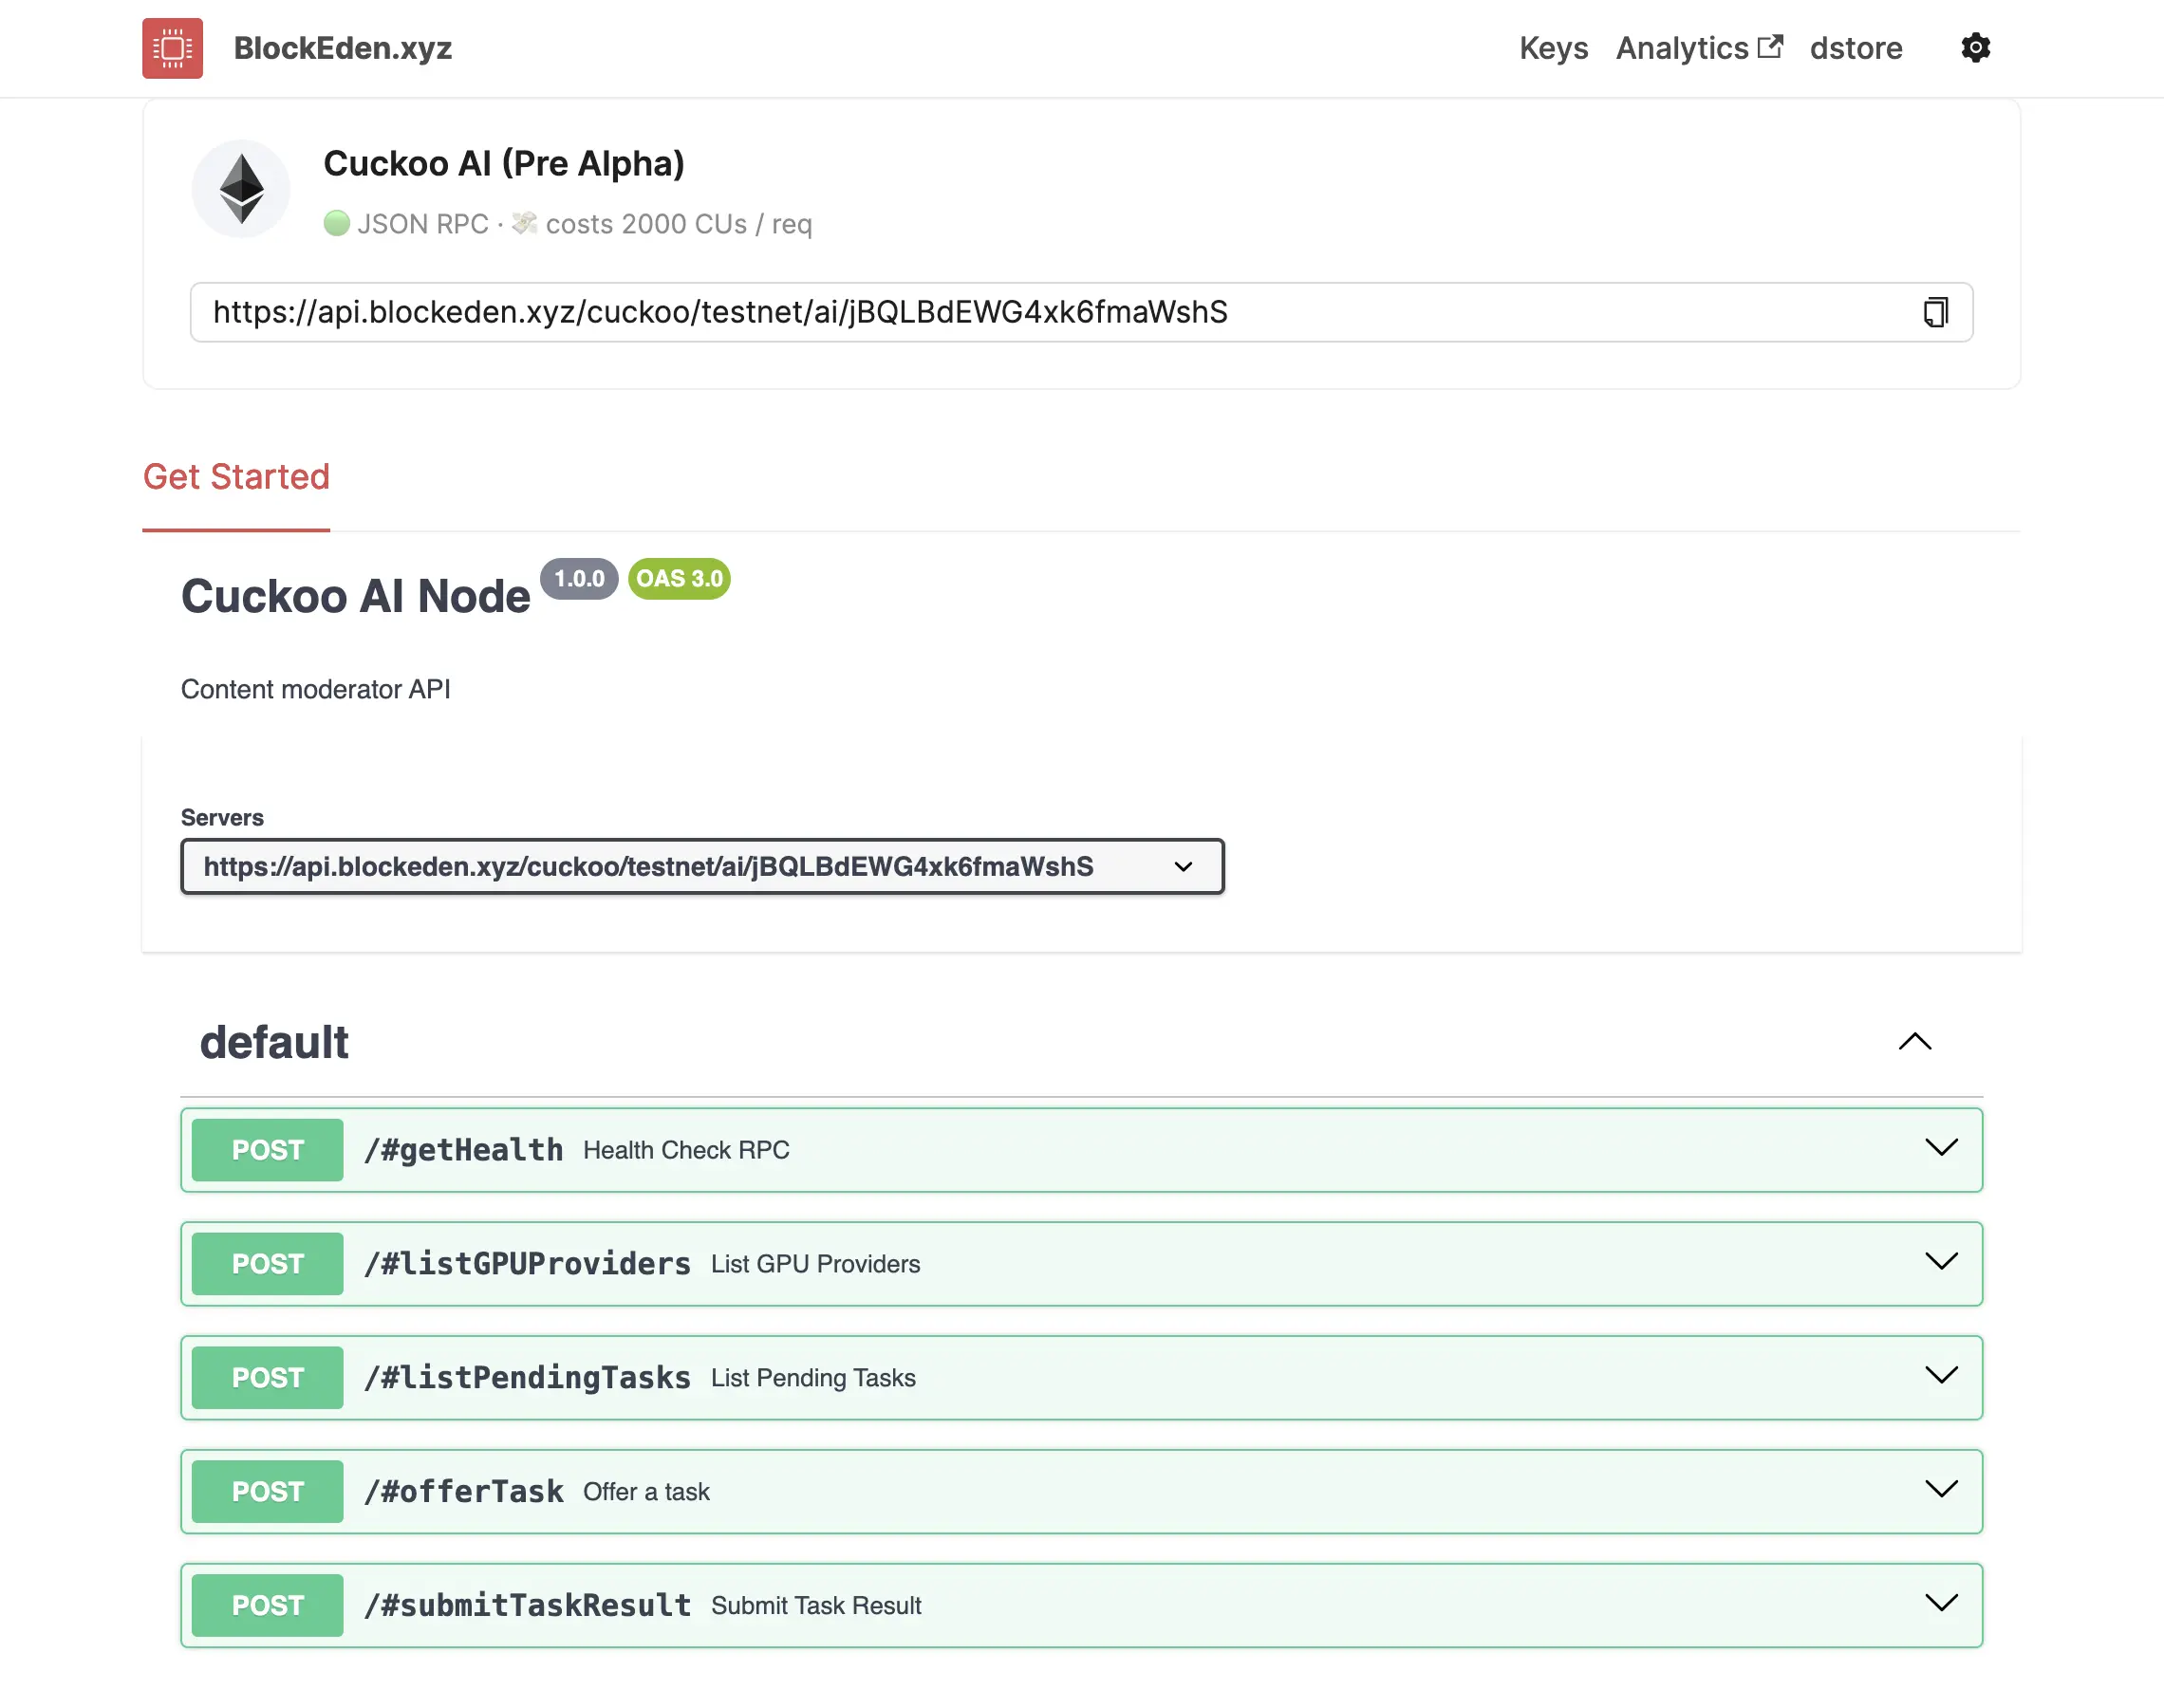 BlockEden.xyz
Keys Analytics dstore
Cuckoo AI (Pre Alpha)
JSON RPC · 💸 costs 2000 CUs / req
https://api.blockeden.xyz/cuckoo/testnet/ai/jBQLBdEWG4xk6fmaWshS
Get Started
Cuckoo AI Node 1.0.0 OAS 3.0
Content moderator API
Servers
https://api.blockeden.xyz/cuckoo/testnet/ai/jBQLBdEWG4xk6fmaWshS
default
POST /#getHealth Health Check RPC
POST /#listGPUProviders List GPU Providers
POST /#listPendingTasks List Pending Tasks
POST /#offerTask Offer a task
POST /#submitTaskResult Submit Task Result